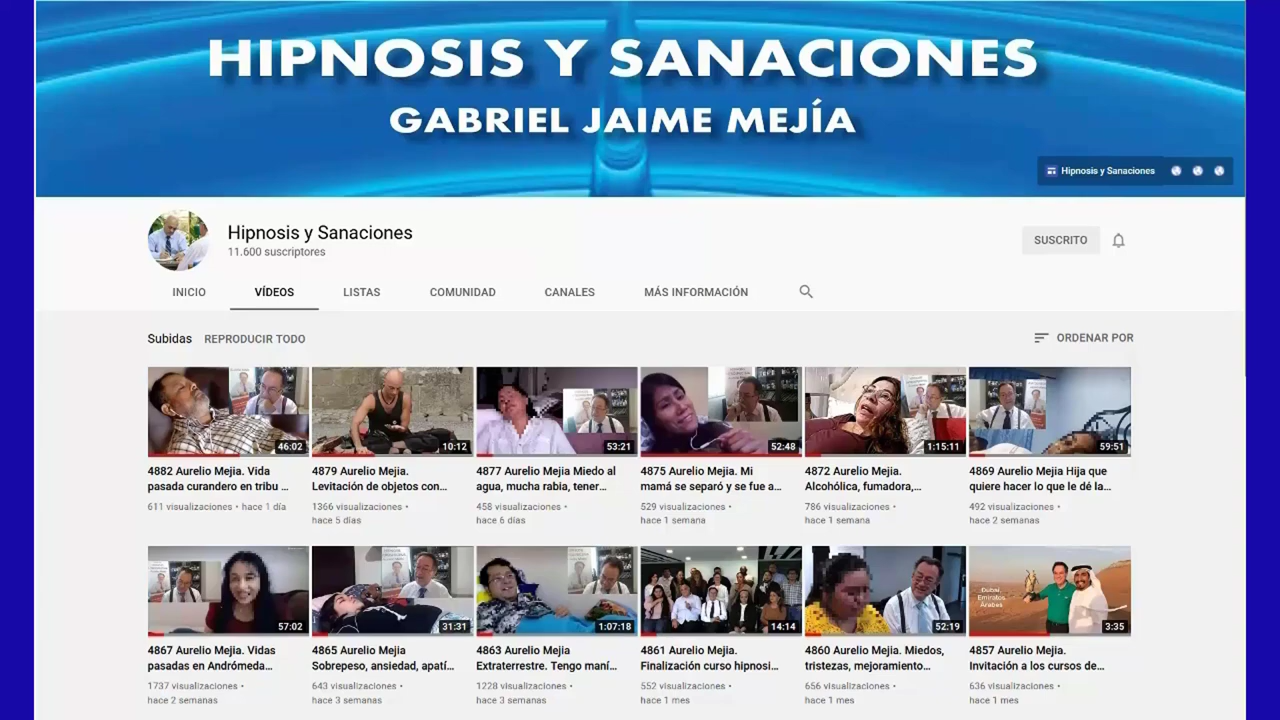 HIPNOSIS Y SANACIONES
GABRIEL JAIME MEJÍA
Hipnosis y Sanaciones
Hipnosis y Sanaciones
11.600 suscriptores
SUSCRITO
INICIO VÍDEOS LISTAS COMUNIDAD CANALES MÁS INFORMACIÓN
Subidas REPRODUCIR TODO ORDENAR POR
46:02 10:12 53:21 52:48 1:15:11 59:51
4882 Aurelio Mejia. Vida
pasada curandero en tribu ...
611 visualizaciones • hace 1 día
4879 Aurelio Mejia.
Levitación de objetos con...
1366 visualizaciones •
hace 5 días
4877 Aurelio Mejia Miedo al
agua, mucha rabia, tener...
458 visualizaciones •
hace 6 días
4875 Aurelio Mejia. Mi
mamá se separó y se fue a...
529 visualizaciones •
hace 1 semana
4872 Aurelio Mejia.
Alcohólica, fumadora,...
786 visualizaciones •
hace 1 semana
4869 Aurelio Mejia Hija que
quiere hacer lo que le dé la...
492 visualizaciones •
hace 2 semanas
Dubai,
Emiratos
Árabes
57:02 31:31 1:07:18 14:14 52:19 3:35
4867 Aurelio Mejia. Vidas
pasadas en Andrómeda...
1737 visualizaciones •
hace 2 semanas
4865 Aurelio Mejia
Sobrepeso, ansiedad, apatí...
643 visualizaciones •
hace 3 semanas
4863 Aurelio Mejia
Extraterrestre. Tengo maní...
1228 visualizaciones •
hace 3 semanas
4861 Aurelio Mejia.
Finalización curso hipnosi...
552 visualizaciones •
hace 1 mes
4860 Aurelio Mejia. Miedos,
tristezas, mejoramiento...
656 visualizaciones •
hace 1 mes
4857 Aurelio Mejia.
Invitación a los cursos de...
636 visualizaciones •
hace 1 mes